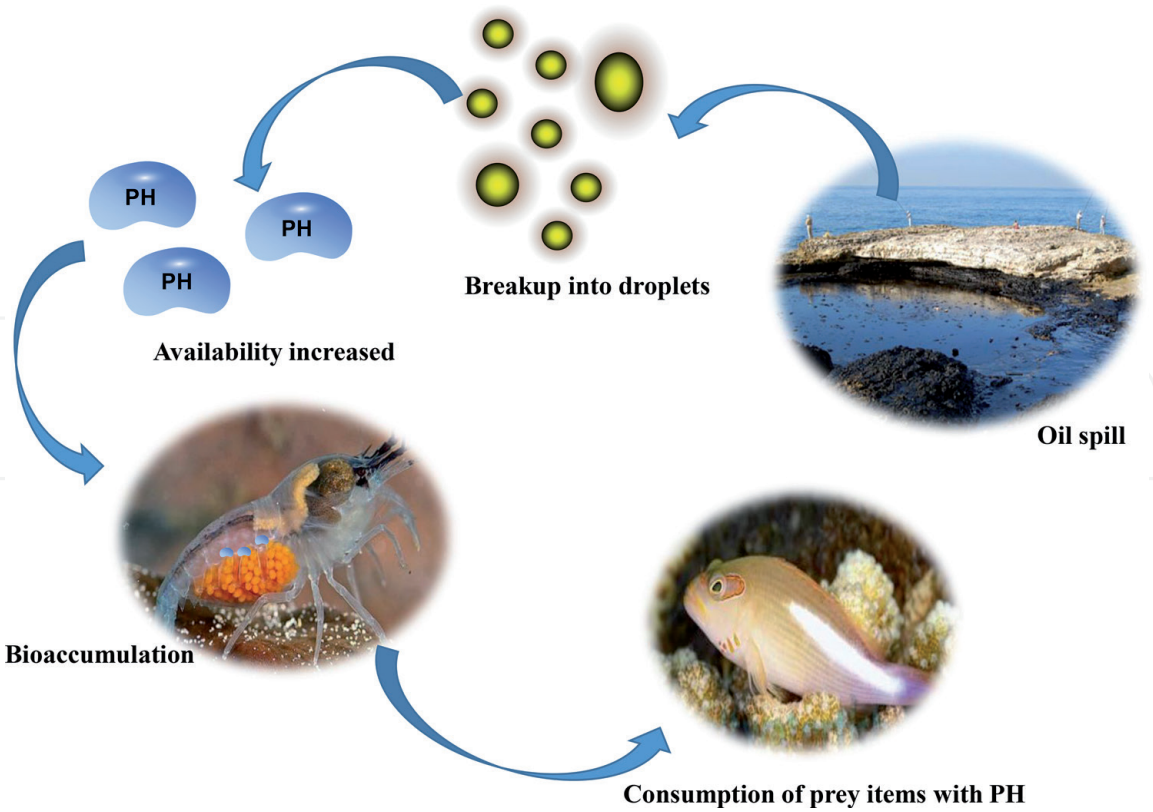 Breakup into droplets
PH
PH
PH
Availability increased
Oil spill
Bioaccumulation
Consumption of prey items with PH